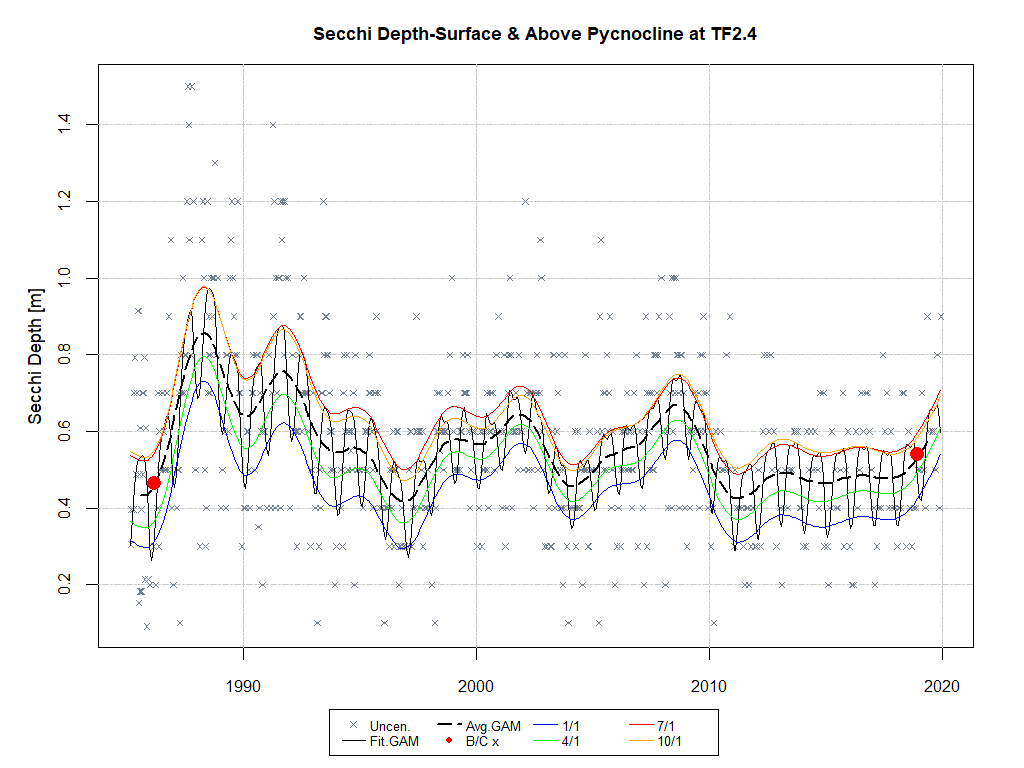 Secchi Depth-Surface & Above Pycnocline at TF2.4
Secchi Depth [m]
1.4
1.2
1.0
0.8
0.6
0.4
0.2
1990 2000 2010 2020
Uncen. Avg.GAM 1/1 7/1
Fit.GAM B/C x 4/1 10/1